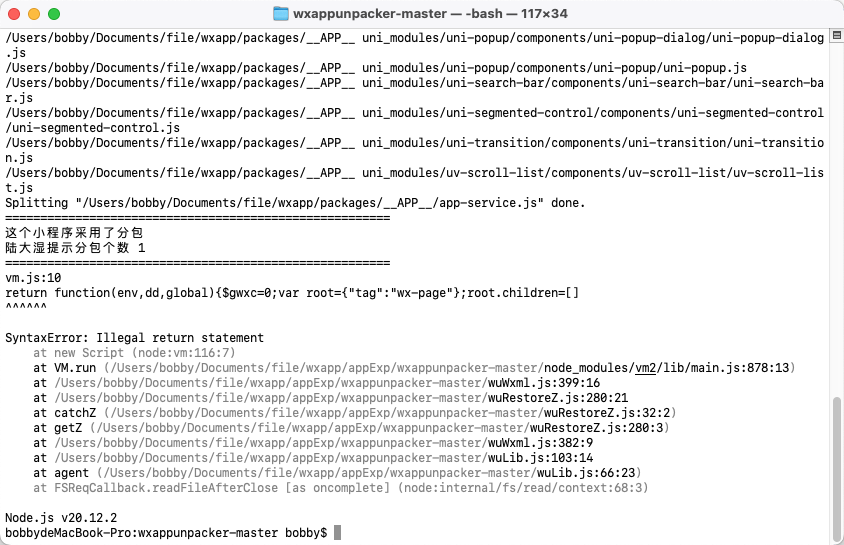 wxappunpacker-master — -bash — 117×34
/Users/bobby/Documents/file/wxapp/packages/__APP__ uni_modules/uni-popup/components/uni-popup-dialog/uni-popup-dialog
.js
/Users/bobby/Documents/file/wxapp/packages/__APP__ uni_modules/uni-popup/components/uni-popup/uni-popup.js
/Users/bobby/Documents/file/wxapp/packages/__APP__ uni_modules/uni-search-bar/components/uni-search-bar/uni-search-ba
r.js
/Users/bobby/Documents/file/wxapp/packages/__APP__ uni_modules/uni-segmented-control/components/uni-segmented-control
/uni-segmented-control.js
/Users/bobby/Documents/file/wxapp/packages/__APP__ uni_modules/uni-transition/components/uni-transition/uni-transitio
n.js
/Users/bobby/Documents/file/wxapp/packages/__APP__ uni_modules/uv-scroll-list/components/uv-scroll-list/uv-scroll-lis
t.js
Splitting "/Users/bobby/Documents/file/wxapp/packages/__APP__/app-service.js" done.
=======================================================
这个小程序采用了分包
陆大湿提示分包个数 1
=======================================================
vm.js:10
return function(env,dd,global){$gwxc=0;var root={"tag":"wx-page"};root.children=[]
^^^^^^
SyntaxError: Illegal return statement
    at new Script (node:vm:116:7)
    at VM.run (/Users/bobby/Documents/file/wxapp/appExp/wxappunpacker-master/node_modules/vm2/lib/main.js:878:13)
    at /Users/bobby/Documents/file/wxapp/appExp/wxappunpacker-master/wuWxml.js:399:16
    at /Users/bobby/Documents/file/wxapp/appExp/wxappunpacker-master/wuRestoreZ.js:280:21
    at catchZ (/Users/bobby/Documents/file/wxapp/appExp/wxappunpacker-master/wuRestoreZ.js:32:2)
    at getZ (/Users/bobby/Documents/file/wxapp/appExp/wxappunpacker-master/wuRestoreZ.js:280:3)
    at /Users/bobby/Documents/file/wxapp/appExp/wxappunpacker-master/wuWxml.js:382:9
    at /Users/bobby/Documents/file/wxapp/appExp/wxappunpacker-master/wuLib.js:103:14
    at agent (/Users/bobby/Documents/file/wxapp/appExp/wxappunpacker-master/wuLib.js:66:23)
    at FSReqCallback.readFileAfterClose [as oncomplete] (node:internal/fs/read/context:68:3)
Node.js v20.12.2
bobbydeMacBook-Pro:wxappunpacker-master bobby$